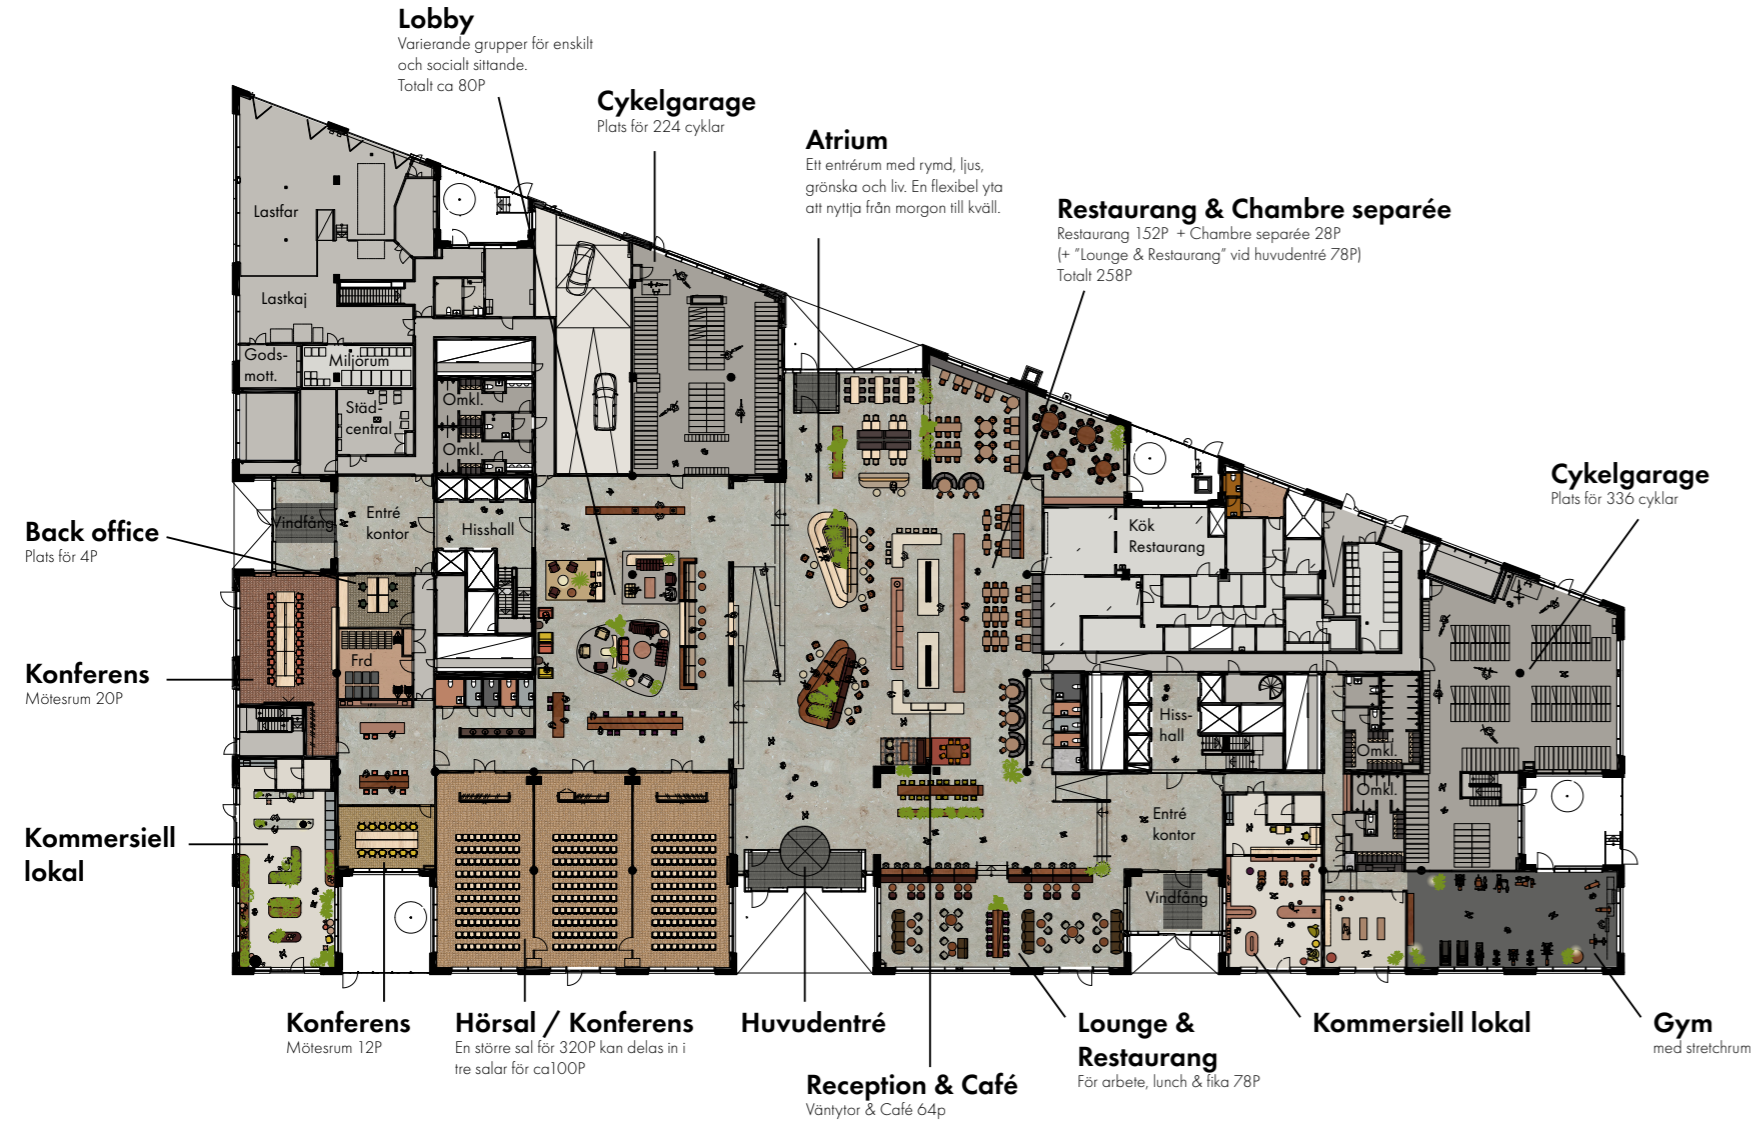 Lobby
Varierande grupper för enskilt
och socialt sittande.
Totalt ca 80P
Cykelgarage
Plats för 224 cyklar
Atrium
Ett entrérum med rymd, ljus,
grönska och liv. En flexibel yta
att nyttja från morgon till kväll.
Restaurang & Chambre separée
Restaurang 152P + Chambre separée 28P
(+ "Lounge & Restaurang" vid huvudentré 78P)
Totalt 258P
Cykelgarage
Plats för 336 cyklar
Back office
Plats för 4P
Konferens
Mötesrum 20P
Kommersiell
lokal
Lastfar
Lastkaj
Gods-
mott.
Miljörum
Städ-
central
Omkl.
Omkl.
Vindfång
Entré
kontor
Hisshall
Frd
Kök
Restaurang
Hiss-
hall
Omkl.
Omkl.
Entré
kontor
Vindfång
Konferens
Mötesrum 12P
Hörsal / Konferens
En större sal för 320P kan delas in i
tre salar för ca100P
Huvudentré
Reception & Café
Väntytor & Café 64p
Lounge &
Restaurang
För arbete, lunch & fika 78P
Kommersiell lokal
Gym
med stretchrum